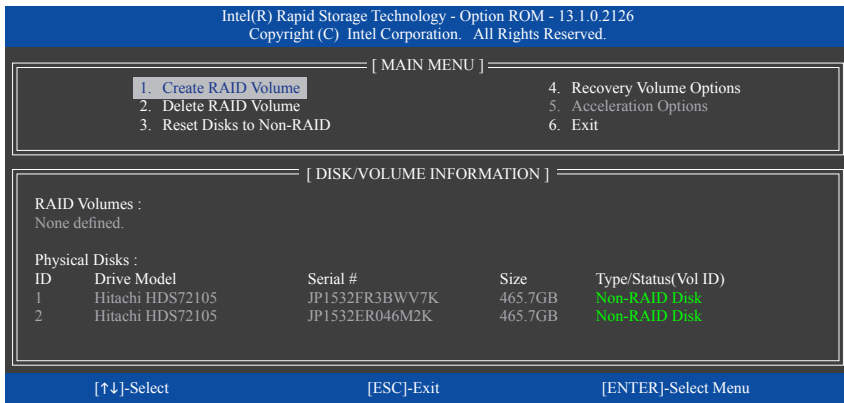 Intel(R) Rapid Storage Technology - Option ROM - 13.1.0.2126
Copyright (C) Intel Corporation. All Rights Reserved.
[ MAIN MENU ]
1. Create RAID Volume
2. Delete RAID Volume
3. Reset Disks to Non-RAID
4. Recovery Volume Options
5. Acceleration Options
6. Exit
[ DISK/VOLUME INFORMATION ]
RAID Volumes :
None defined.
Physical Disks :
ID Drive Model Serial # Size Type/Status(Vol ID)
1 Hitachi HDS72105 JP1532FR3BWV7K 465.7GB Non-RAID Disk
2 Hitachi HDS72105 JP1532ER046M2K 465.7GB Non-RAID Disk
[↑↓]-Select [ESC]-Exit [ENTER]-Select Menu